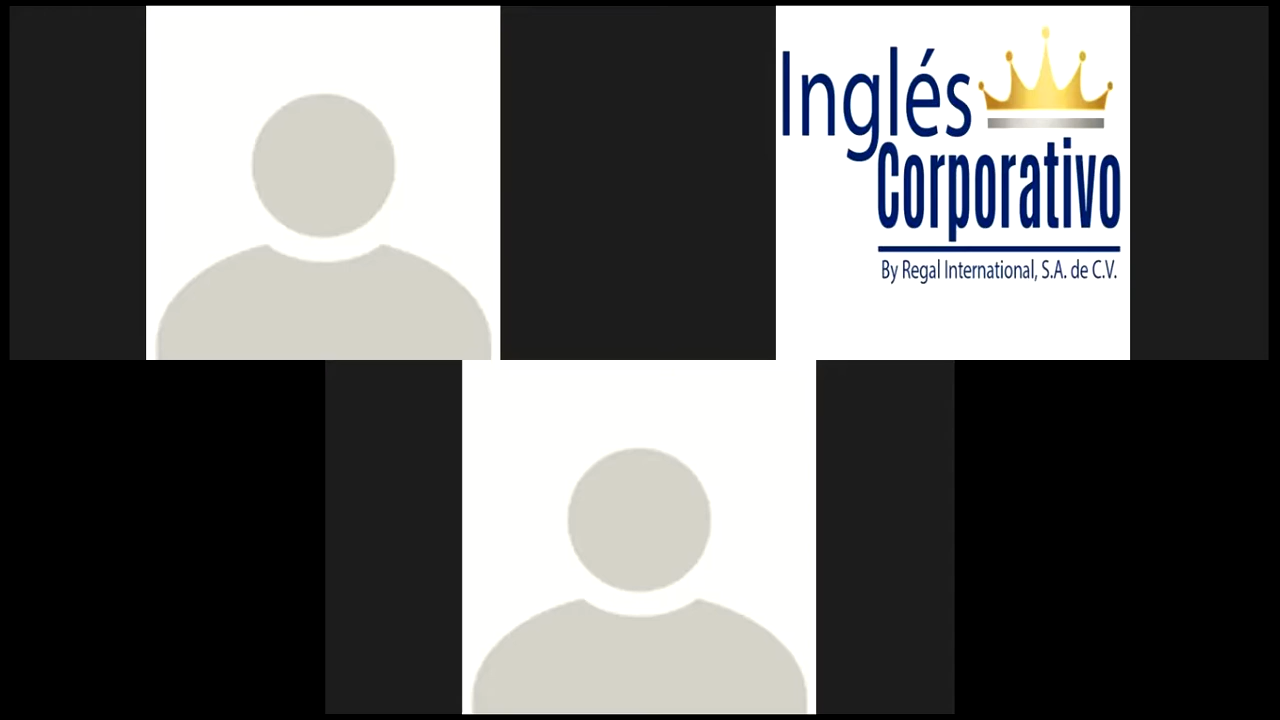 Inglés
Corporativo
By Regal International, S.A. de C.V.